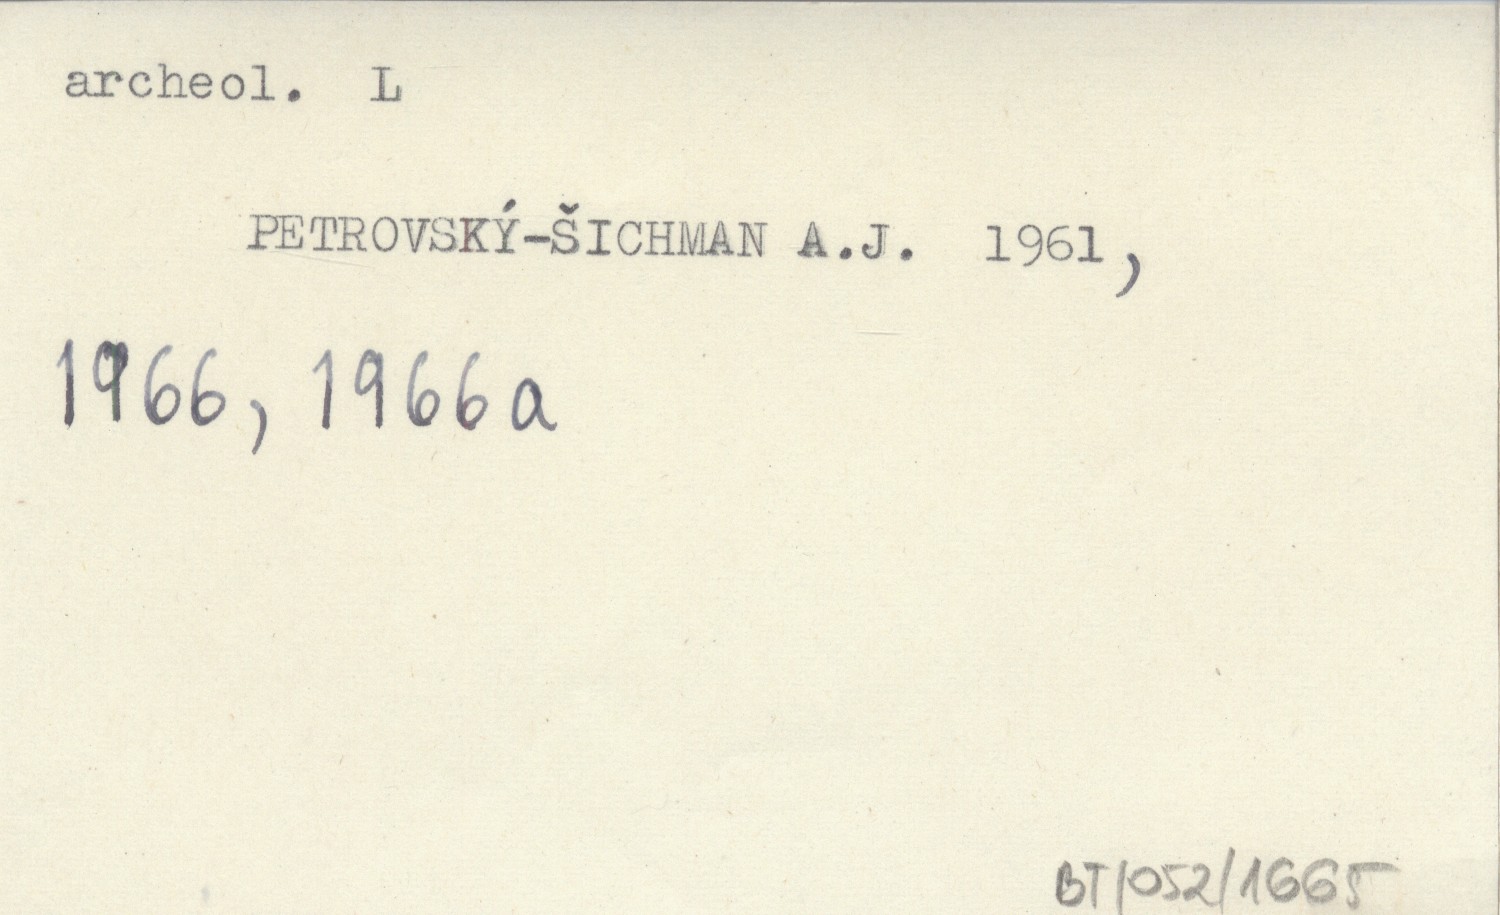 archeol. L
PETROVSKÝ-ŠICHMAN A.J. 1961,
1966, 1966a
BT/052/1665